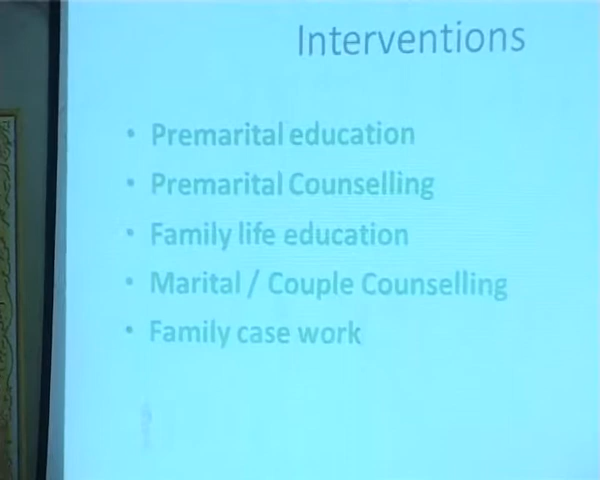 Interventions
• Premarital education
• Premarital Counselling
• Family life education
• Marital / Couple Counselling
• Family case work